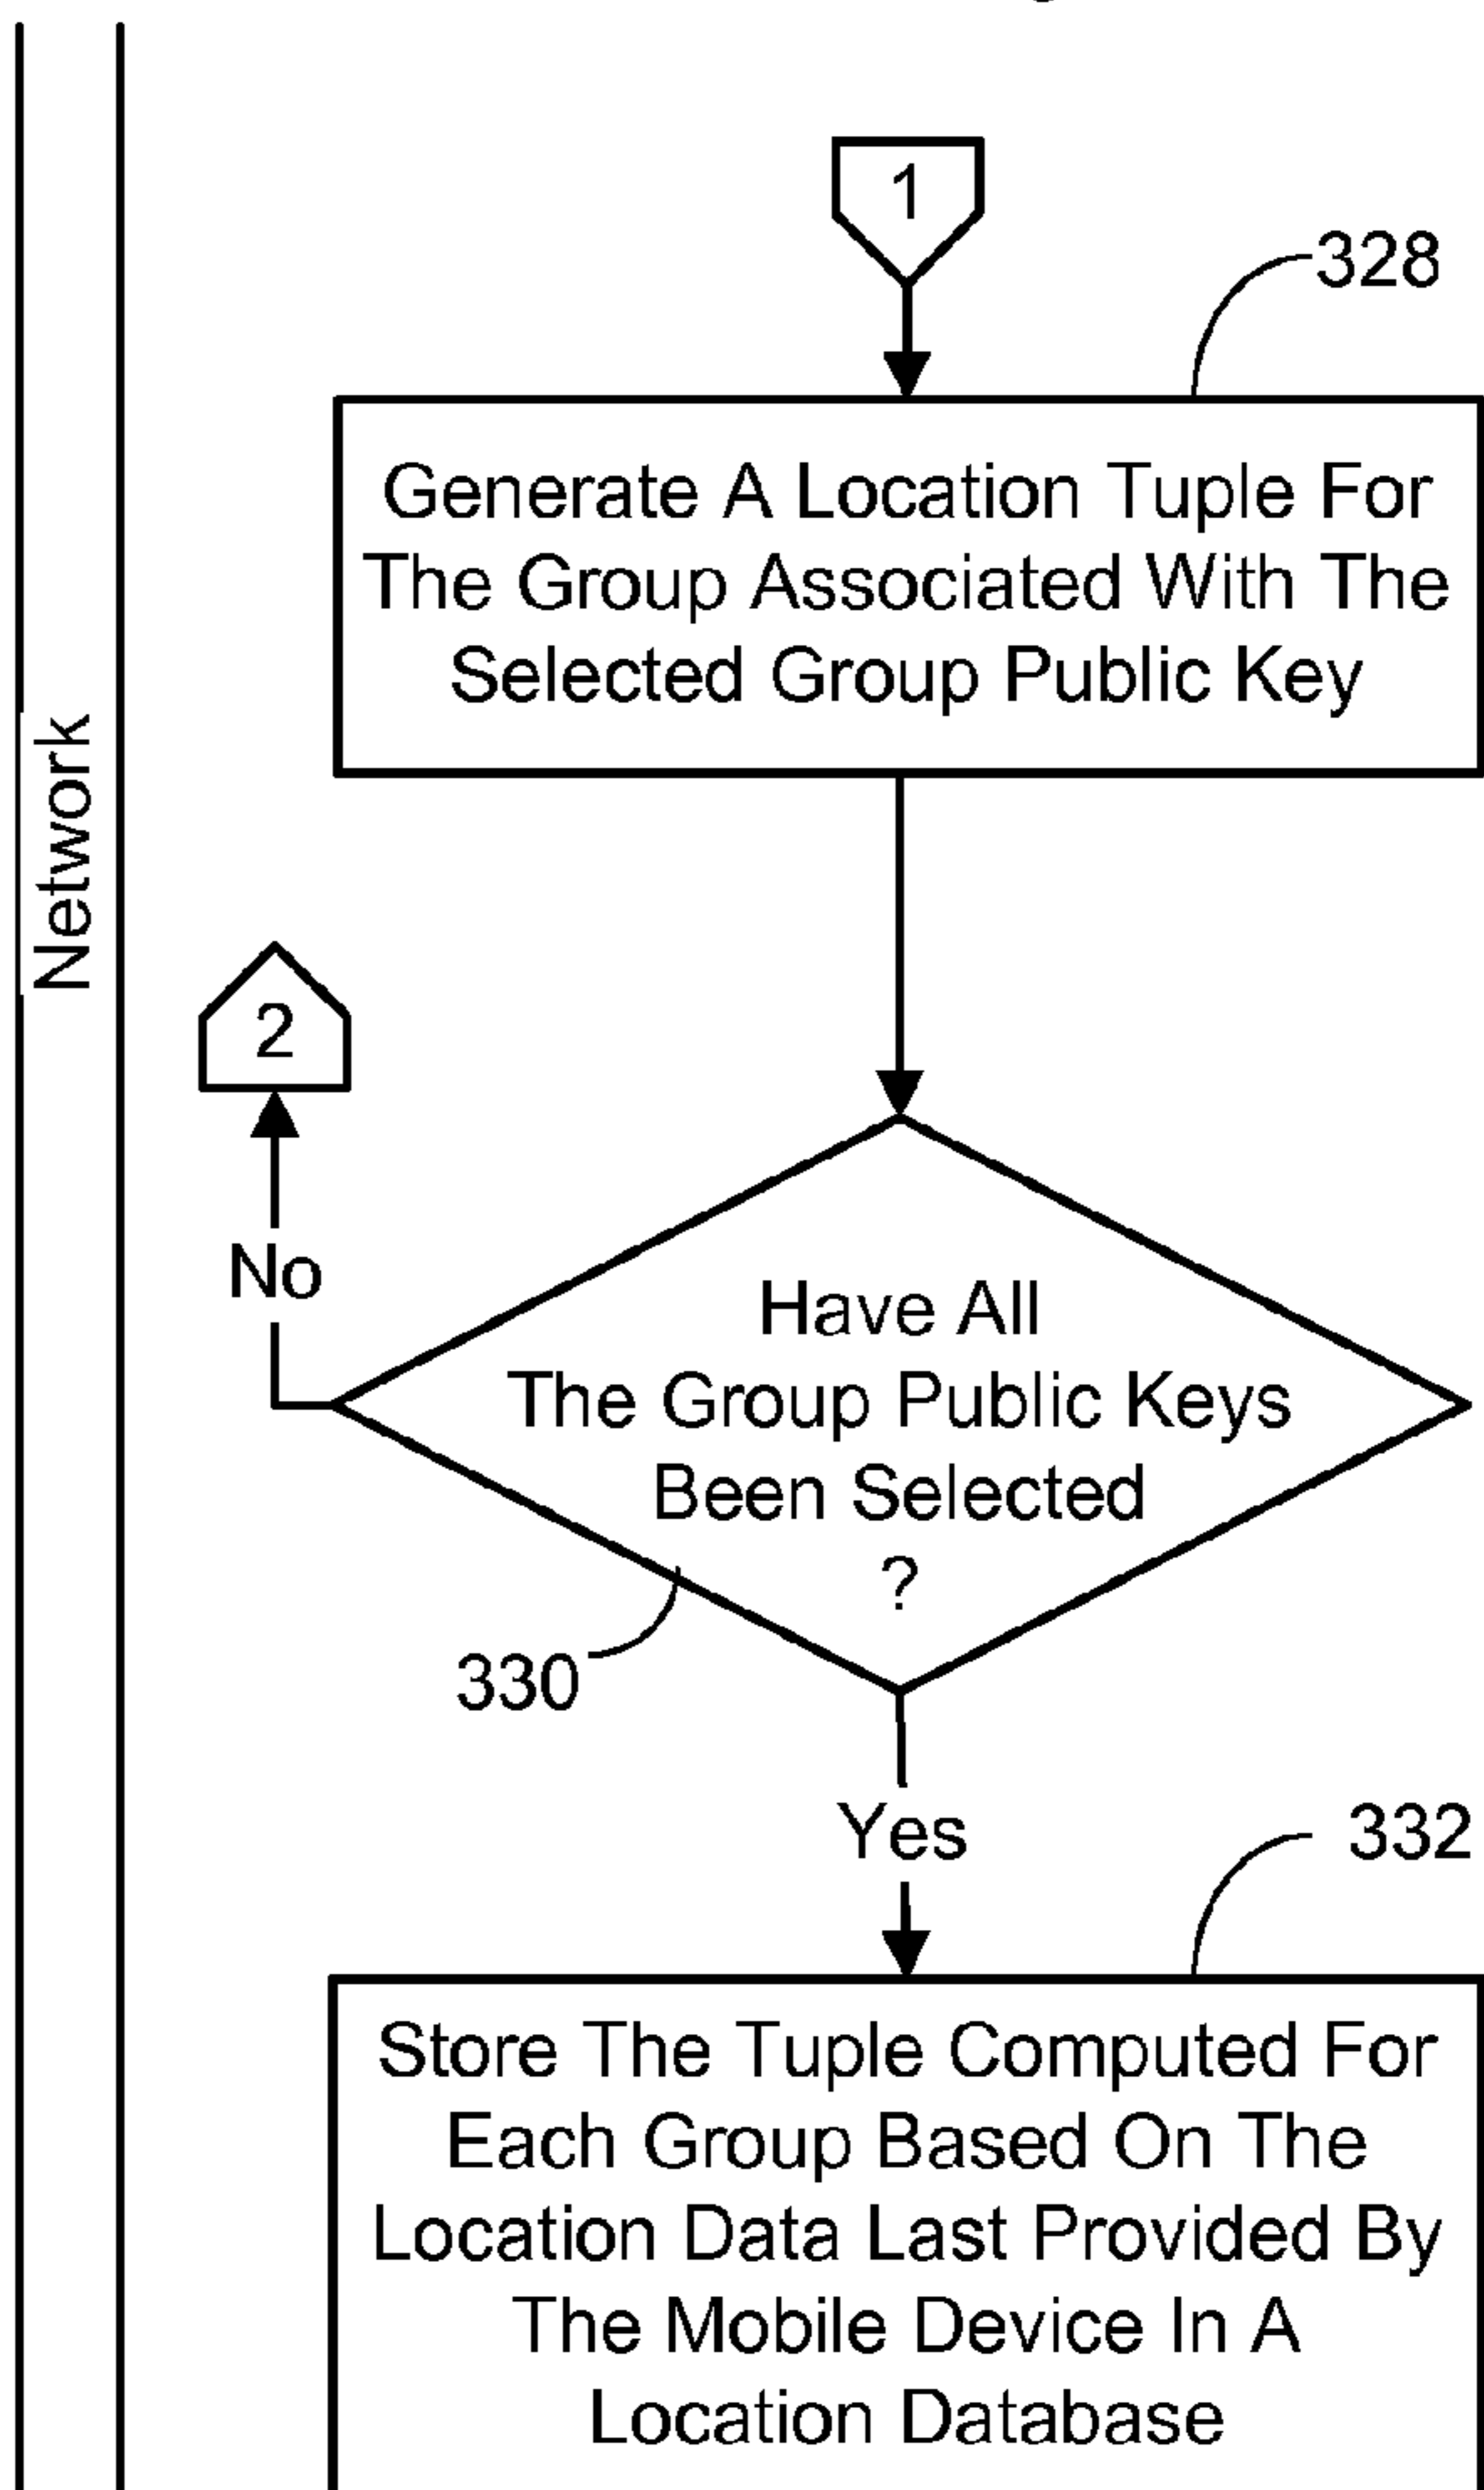 1
328
Generate A Location Tuple For
The Group Associated With The
Selected Group Public Key
Network
2
No
Have All
The Group Public Keys
Been Selected
?
330
Yes
332
Store The Tuple Computed For
Each Group Based On The
Location Data Last Provided By
The Mobile Device In A
Location Database